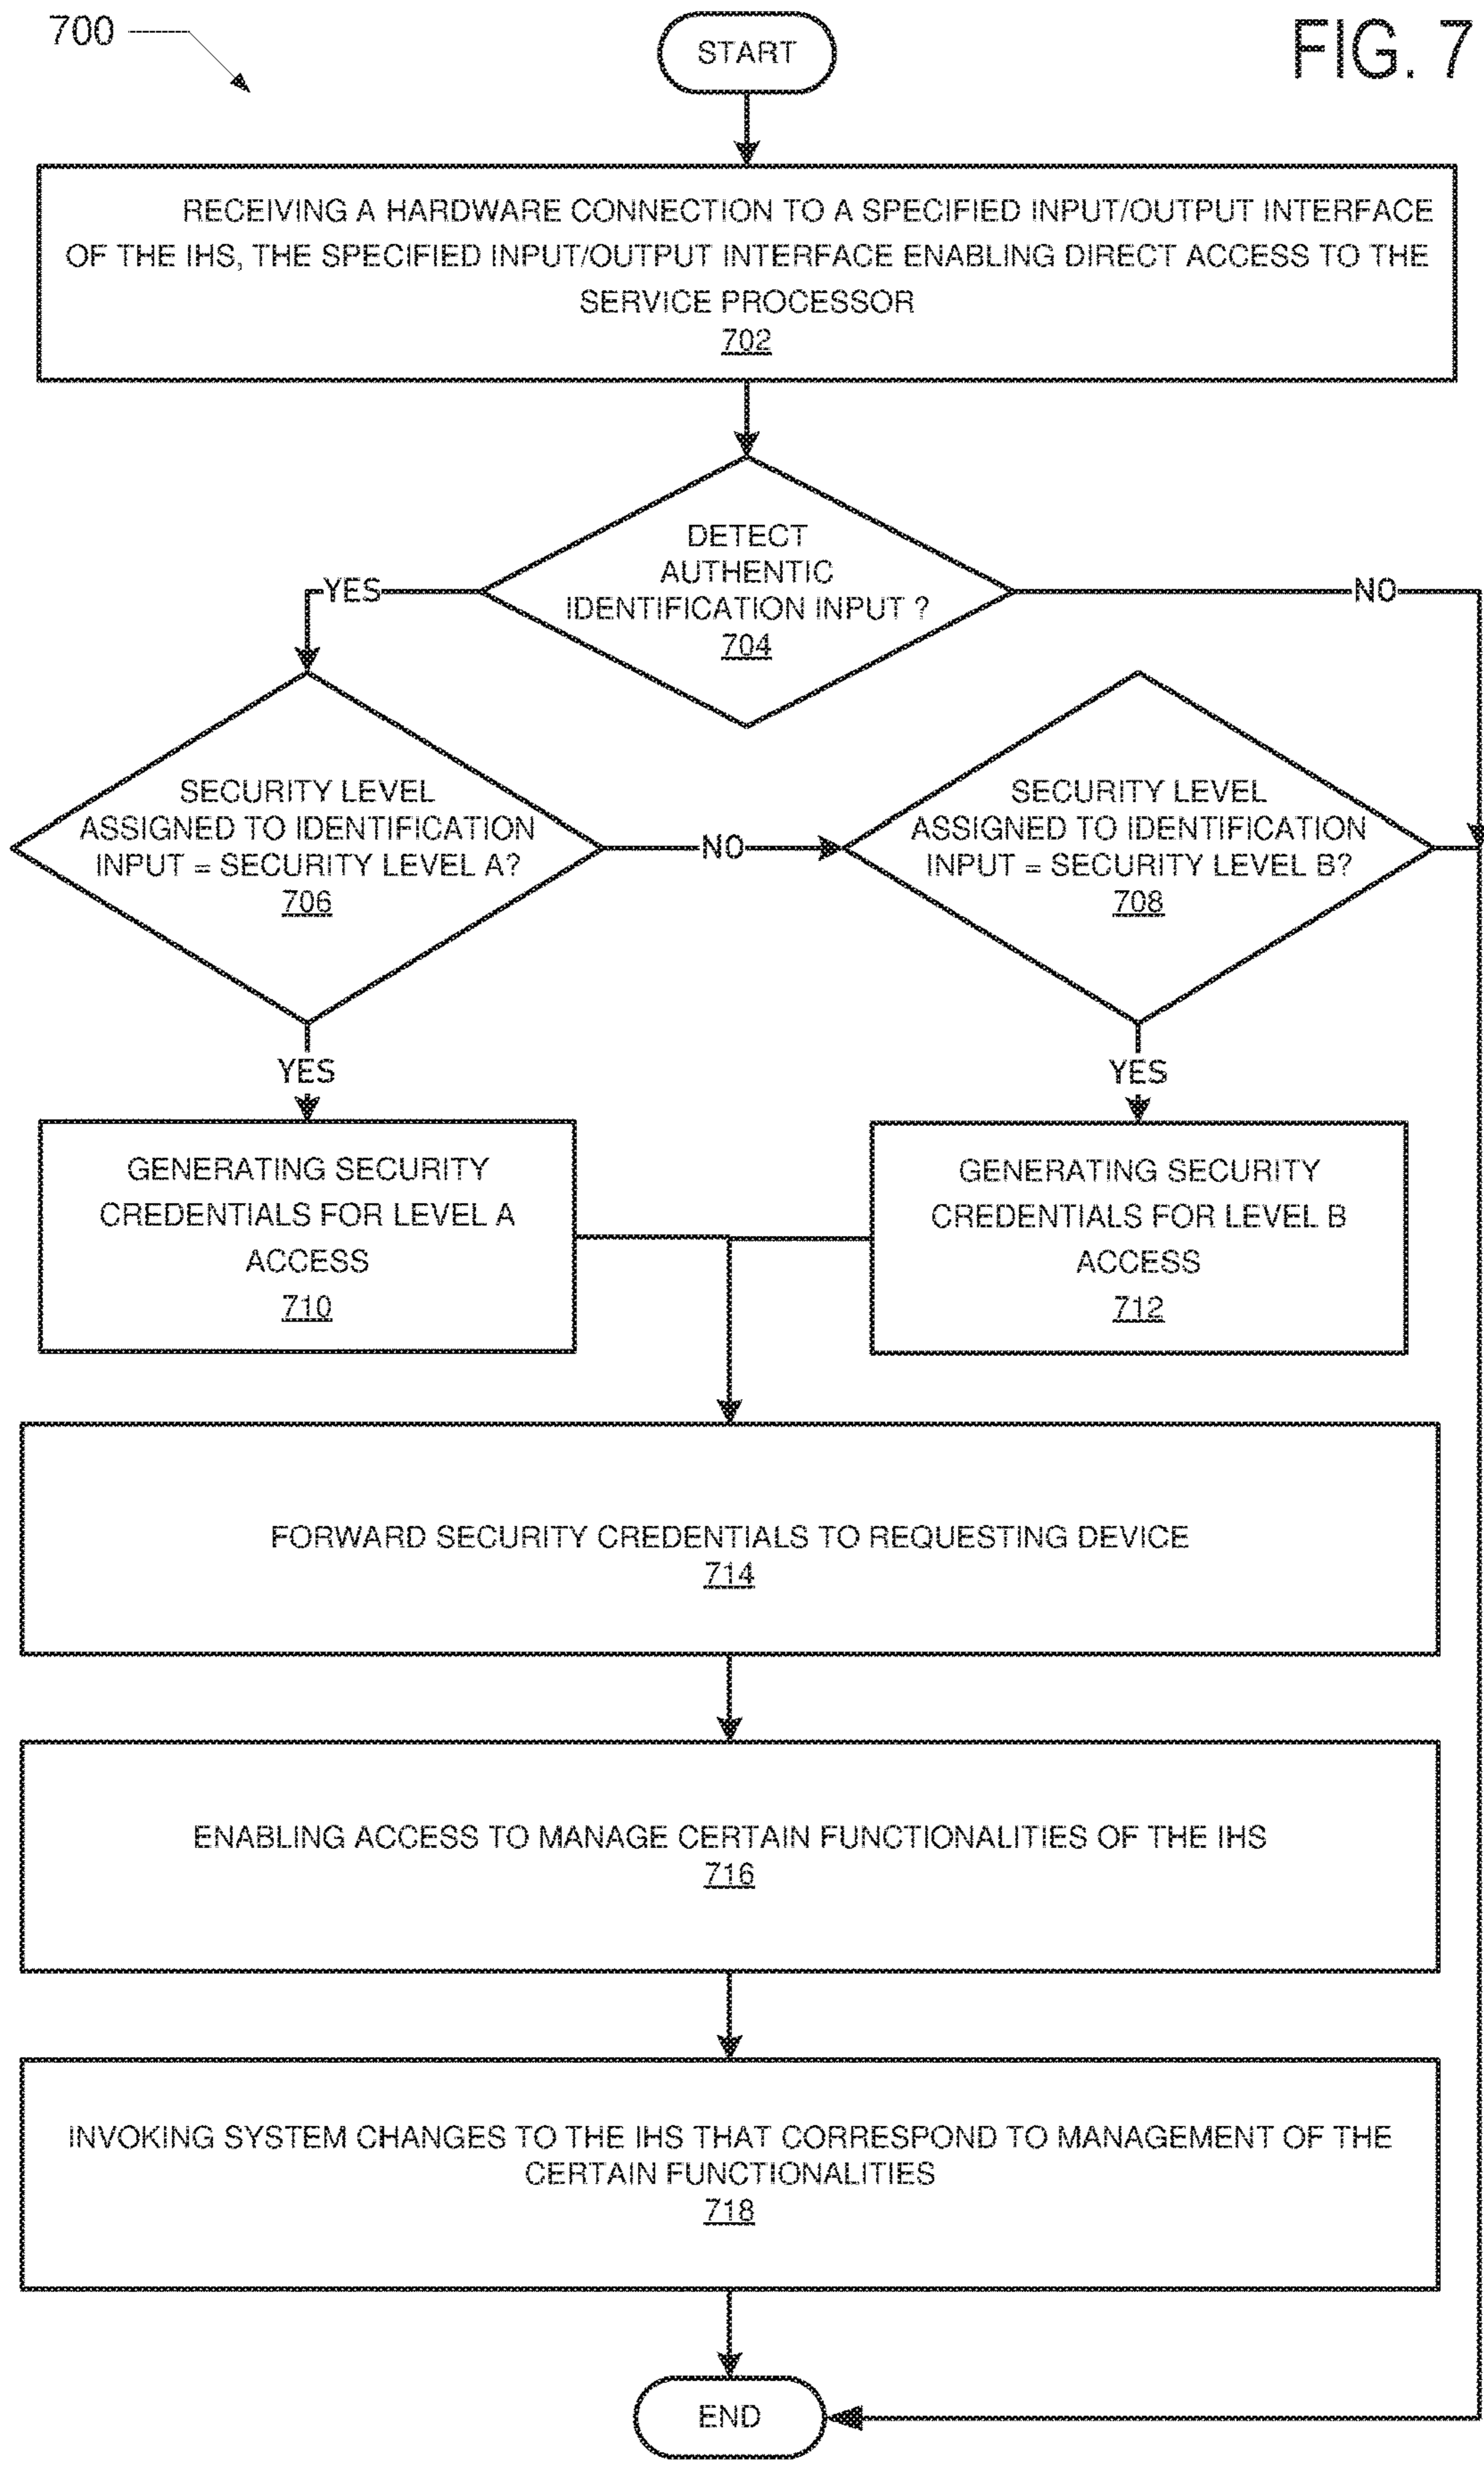 700
START
FIG. 7
RECEIVING A HARDWARE CONNECTION TO A SPECIFIED INPUT/OUTPUT INTERFACE
OF THE IHS, THE SPECIFIED INPUT/OUTPUT INTERFACE ENABLING DIRECT ACCESS TO THE
SERVICE PROCESSOR
702
DETECT
AUTHENTIC
IDENTIFICATION INPUT ?
704
YES
NO
SECURITY LEVEL
ASSIGNED TO IDENTIFICATION
INPUT = SECURITY LEVEL A?
706
NO
SECURITY LEVEL
ASSIGNED TO IDENTIFICATION
INPUT = SECURITY LEVEL B?
708
YES
YES
GENERATING SECURITY
CREDENTIALS FOR LEVEL A
ACCESS
710
GENERATING SECURITY
CREDENTIALS FOR LEVEL B
ACCESS
712
FORWARD SECURITY CREDENTIALS TO REQUESTING DEVICE
714
ENABLING ACCESS TO MANAGE CERTAIN FUNCTIONALITIES OF THE IHS
716
INVOKING SYSTEM CHANGES TO THE IHS THAT CORRESPOND TO MANAGEMENT OF THE
CERTAIN FUNCTIONALITIES
718
END